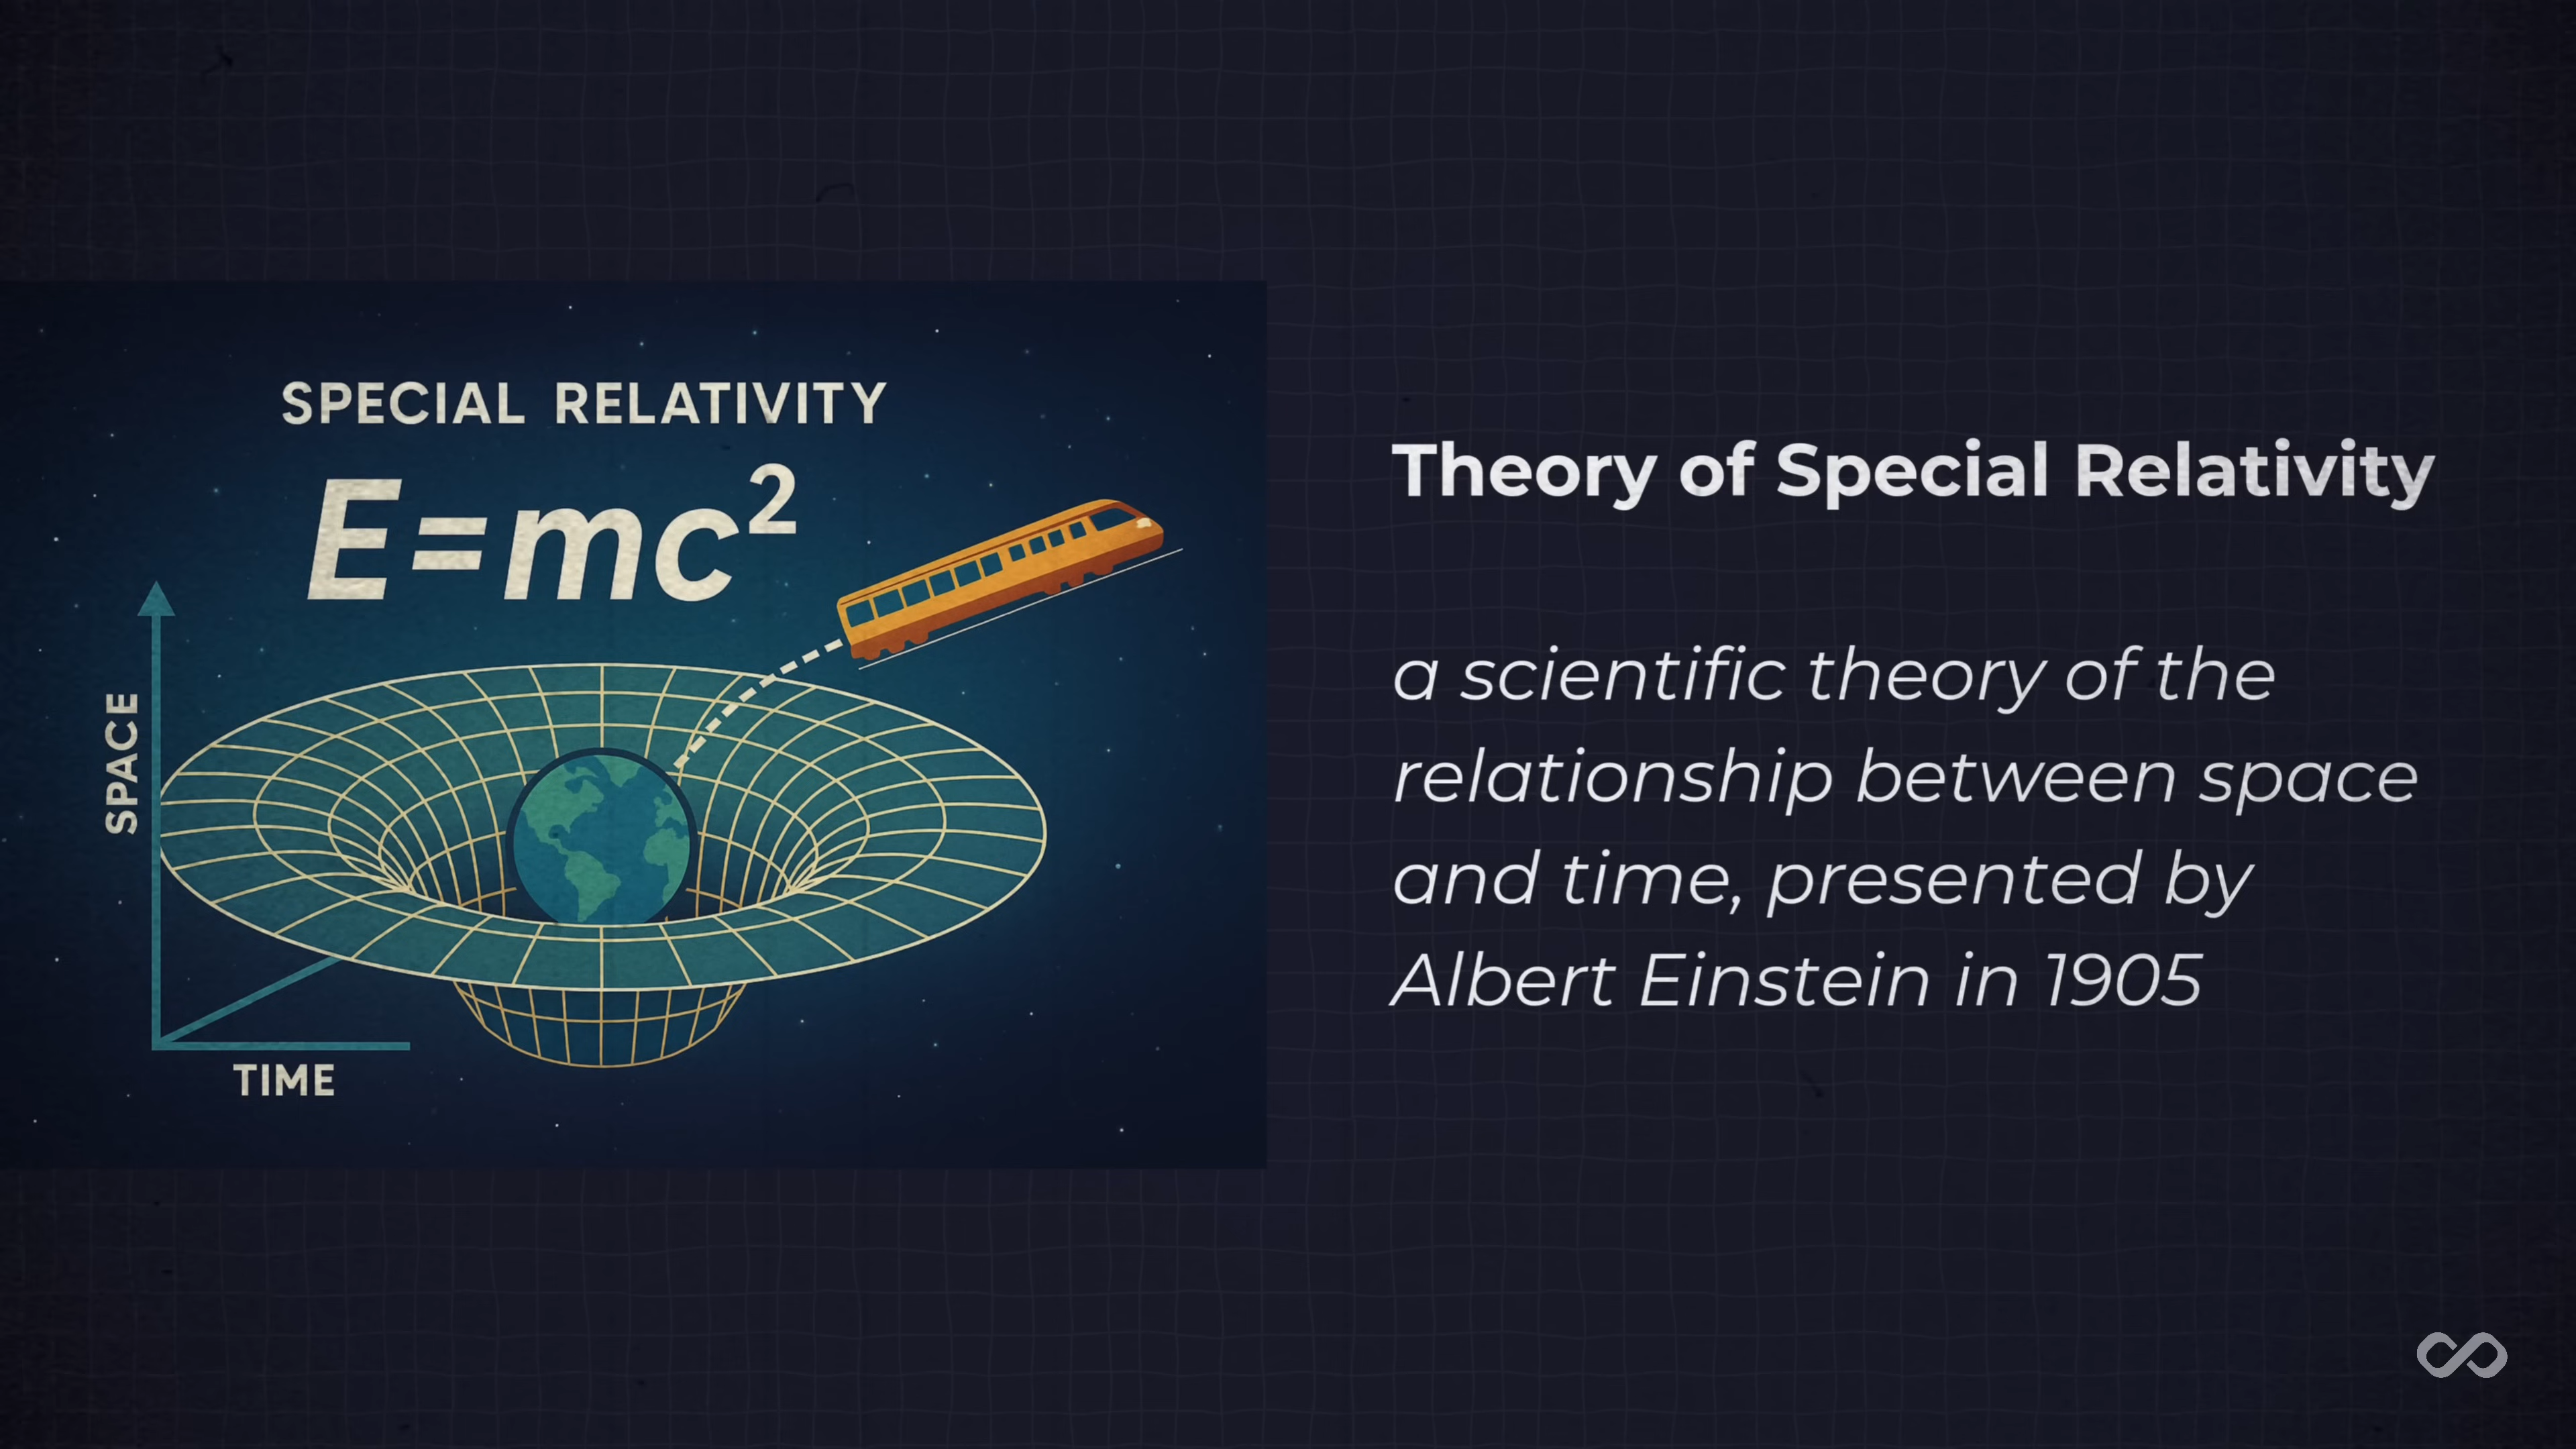 SPECIAL RELATIVITY
E=mc²
SPACE
TIME
Theory of Special Relativity
a scientific theory of the
relationship between space
and time, presented by
Albert Einstein in 1905